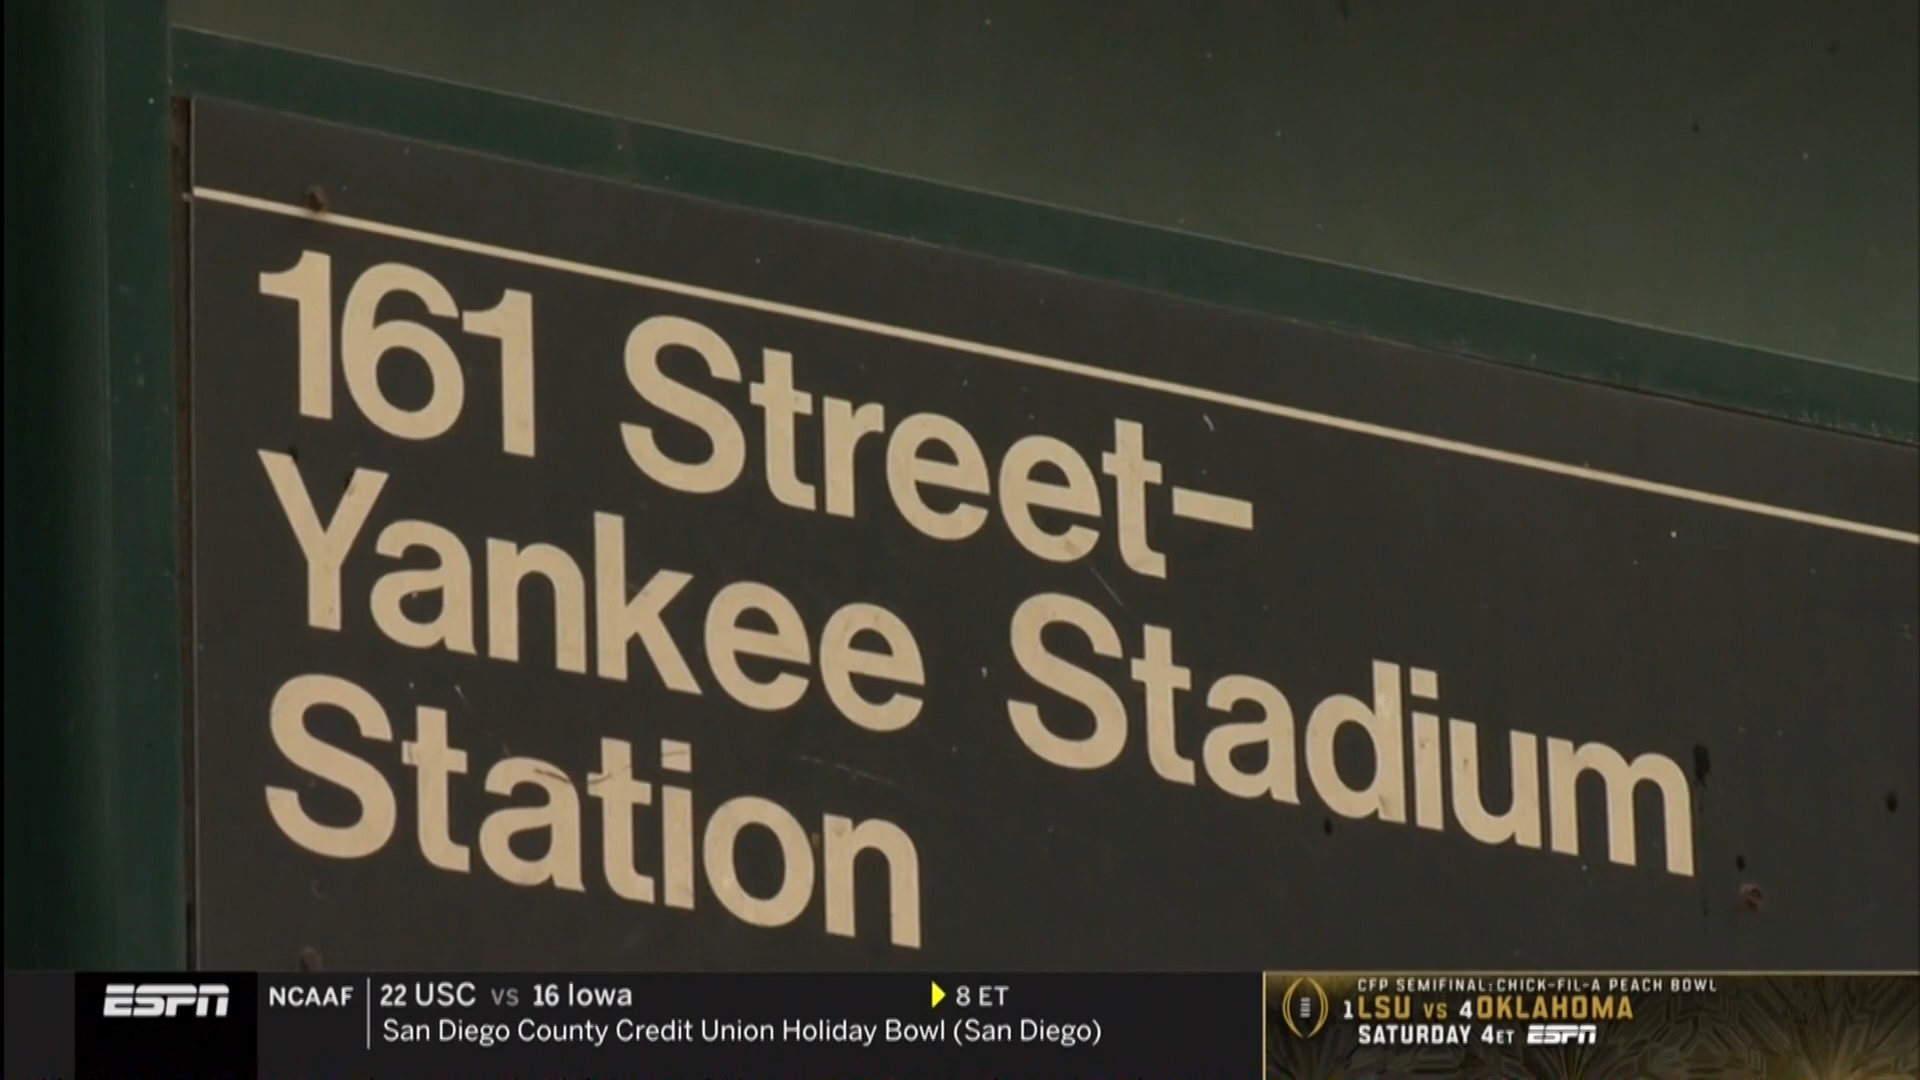 161 Street-
Yankee Stadium
Station
ESPN
NCAAF
22 USC vs 16 Iowa
8 ET
San Diego County Credit Union Holiday Bowl (San Diego)
CFP SEMIFINAL: CHICK-FIL-A PEACH BOWL
1 LSU VS 4 OKLAHOMA
SATURDAY 4ET ESPN